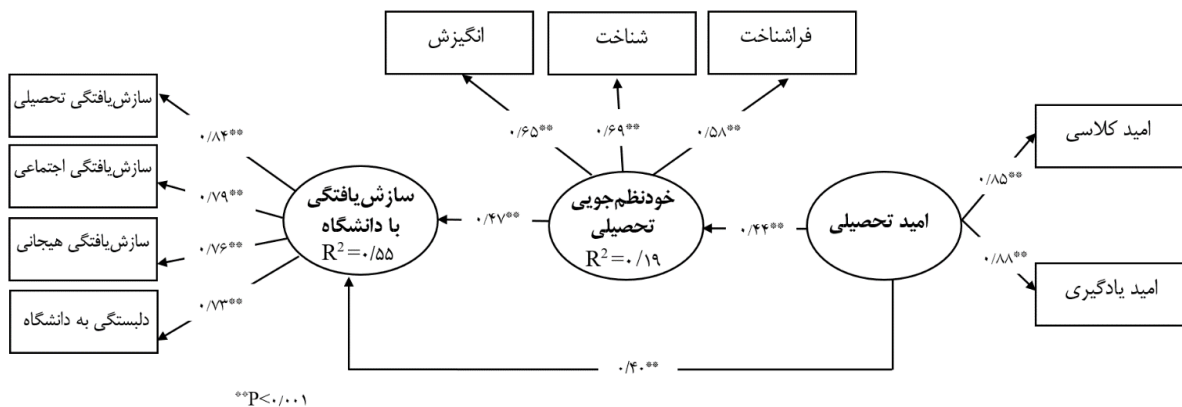 فراشناخت
شناخت
انگیزش
۰/۵۸**
۰/۶۹**
۰/۶۵**
امید کلاسی
۰/۸۵**
امید یادگیری
۰/۸۸**
امید تحصیلی
۰/۴۴**
خودنظم‌جویی
تحصیلی
R²=۰/۱۹
۰/۴۷**
سازش‌یافتگی
با دانشگاه
R²=۰/۵۵
۰/۴۰**
سازش‌یافتگی تحصیلی
۰/۸۴**
سازش‌یافتگی اجتماعی
۰/۷۹**
سازش‌یافتگی هیجانی
۰/۷۶**
دلبستگی به دانشگاه
۰/۷۳**
**P<۰/۰۰۱